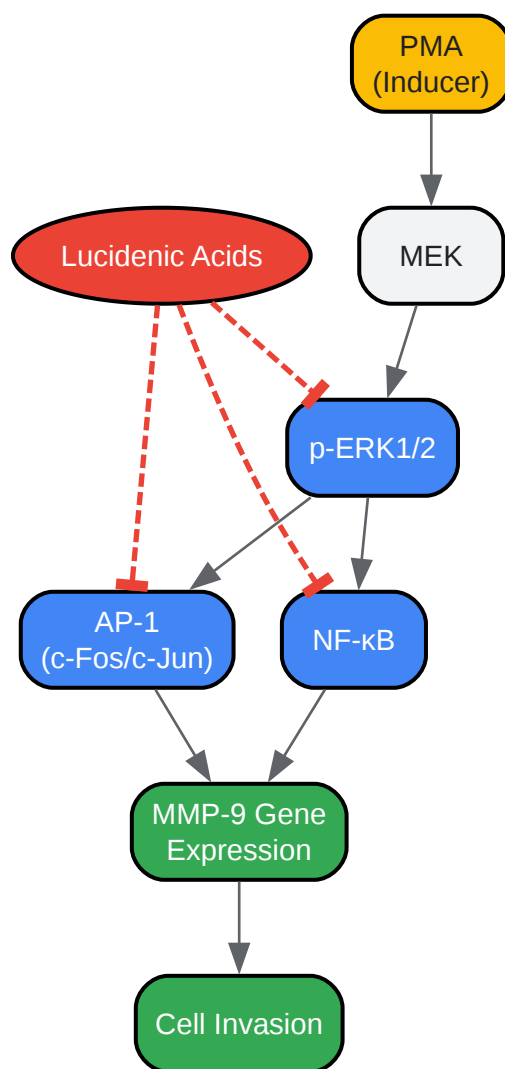 PMA
(Inducer)
Lucidenic Acids
MEK
p-ERK1/2
AP-1
(c-Fos/c-Jun)
NF-κB
MMP-9 Gene
Expression
Cell Invasion